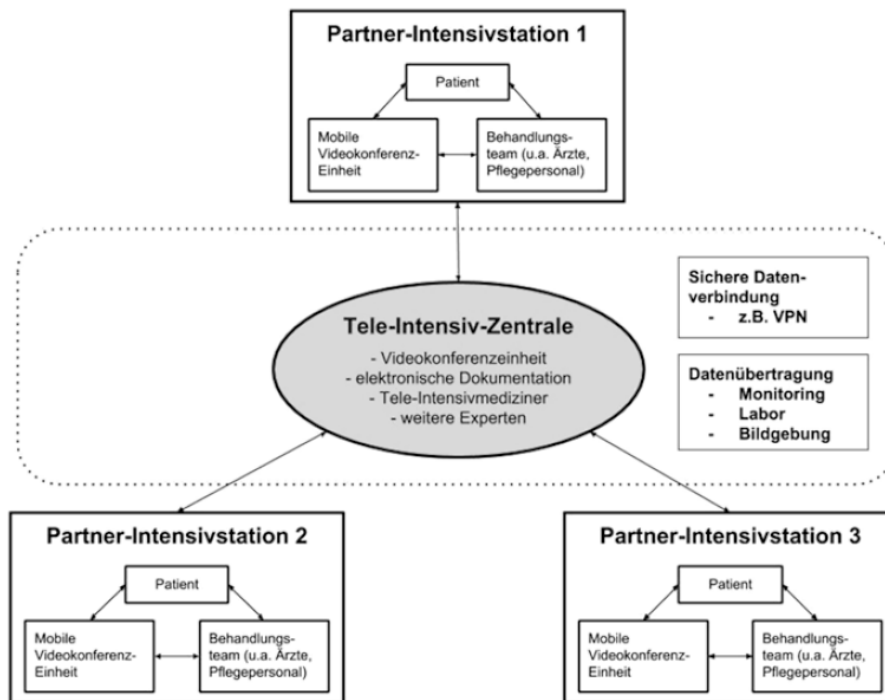 Partner-Intensivstation 1
Patient
Mobile
Videokonferenz-
Einheit
Behandlungs-
team (u.a. Ärzte,
Pflegepersonal)
Sichere Daten-
verbindung
- z.B. VPN
Tele-Intensiv-Zentrale
- Videokonferenzeinheit
- elektronische Dokumentation
- Tele-Intensivmediziner
- weitere Experten
Datenübertragung
- Monitoring
- Labor
- Bildgebung
Partner-Intensivstation 2
Patient
Mobile
Videokonferenz-
Einheit
Behandlungs-
team (u.a. Ärzte,
Pflegepersonal)
Partner-Intensivstation 3
Patient
Mobile
Videokonferenz-
Einheit
Behandlungs-
team (u.a. Ärzte,
Pflegepersonal)